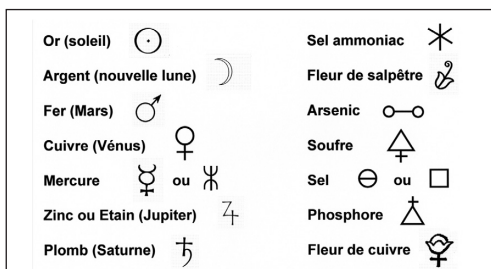 Or (soleil)
Argent (nouvelle lune)
Fer (Mars)
Cuivre (Vénus)
Mercure ou
Zinc ou Etain (Jupiter)
Plomb (Saturne)
Sel ammoniac
Fleur de salpêtre
Arsenic
Soufre
Sel ou
Phosphore
Fleur de cuivre